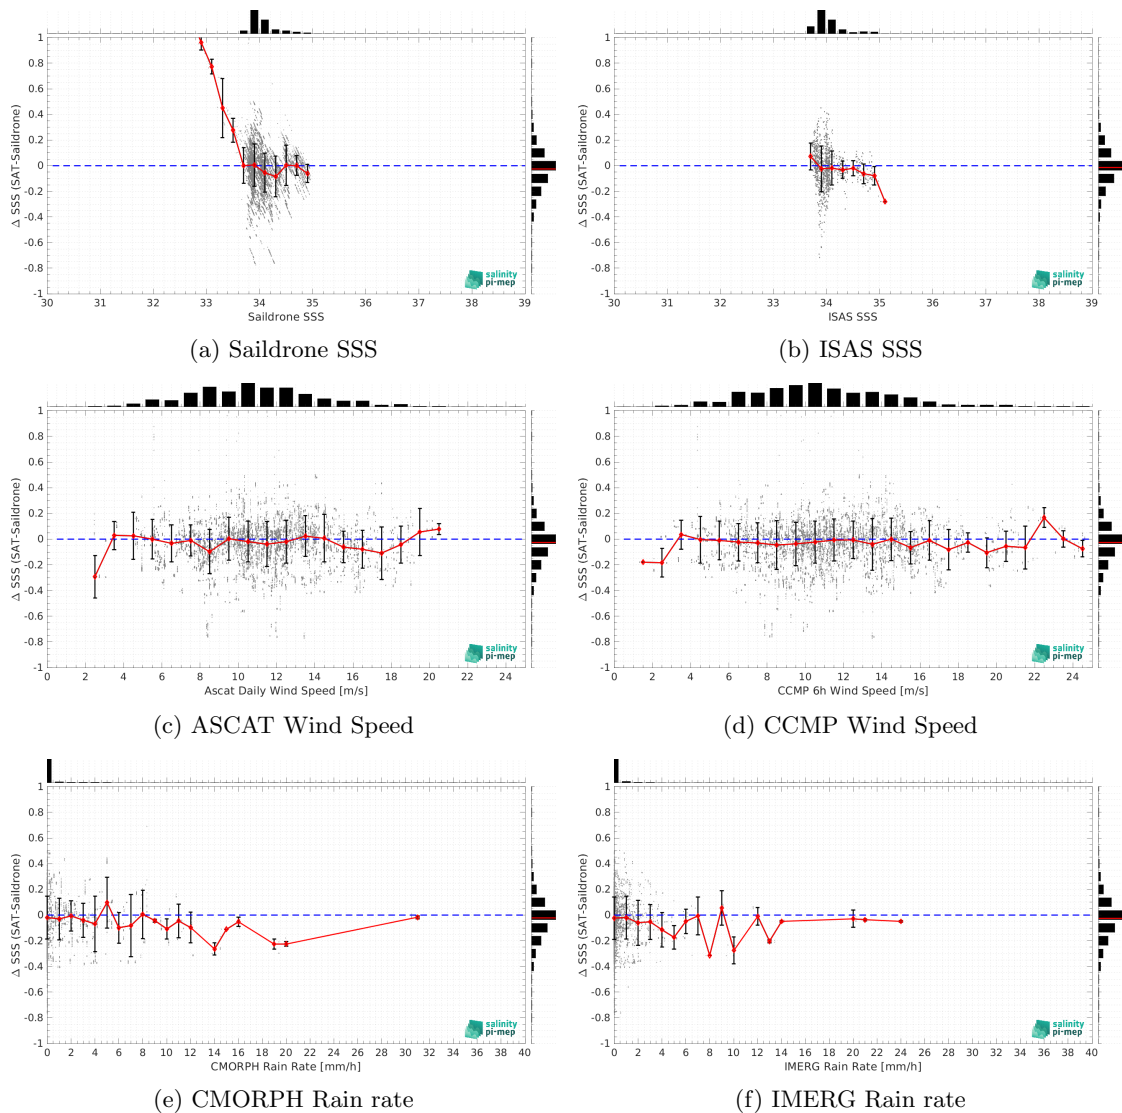 1
0.8
0.6
0.4
0.2
0
-0.2
-0.4
-0.6
-0.8
-1
Δ SSS (SAT-Saildrone)
salinity
pi-mep
30 31 32 33 34 35 36 37 38 39
Saildrone SSS
(a) Saildrone SSS
1
0.8
0.6
0.4
0.2
0
-0.2
-0.4
-0.6
-0.8
-1
Δ SSS (SAT-Saildrone)
salinity
pi-mep
30 31 32 33 34 35 36 37 38 39
ISAS SSS
(b) ISAS SSS
1
0.8
0.6
0.4
0.2
0
-0.2
-0.4
-0.6
-0.8
-1
Δ SSS (SAT-Saildrone)
salinity
pi-mep
0 2 4 6 8 10 12 14 16 18 20 22 24
Ascat Daily Wind Speed [m/s]
(c) ASCAT Wind Speed
1
0.8
0.6
0.4
0.2
0
-0.2
-0.4
-0.6
-0.8
-1
Δ SSS (SAT-Saildrone)
salinity
pi-mep
0 2 4 6 8 10 12 14 16 18 20 22 24
CCMP 6h Wind Speed [m/s]
(d) CCMP Wind Speed
1
0.8
0.6
0.4
0.2
0
-0.2
-0.4
-0.6
-0.8
-1
Δ SSS (SAT-Saildrone)
salinity
pi-mep
0 2 4 6 8 10 12 14 16 18 20 22 24 26 28 30 32 34 36 38 40
CMORPH Rain Rate [mm/h]
(e) CMORPH Rain rate
1
0.8
0.6
0.4
0.2
0
-0.2
-0.4
-0.6
-0.8
-1
Δ SSS (SAT-Saildrone)
salinity
pi-mep
0 2 4 6 8 10 12 14 16 18 20 22 24 26 28 30 32 34 36 38 40
IMERG Rain Rate [mm/h]
(f) IMERG Rain rate